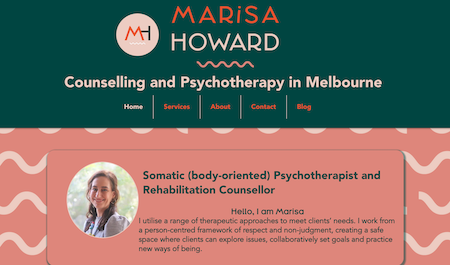 MARiSA
MH
HOWARD
Counselling and Psychotherapy in Melbourne
Home Services About Contact Blog
Somatic (body-oriented) Psychotherapist and
Rehabilitation Counsellor
Hello, I am Marisa
I utilise a range of therapeutic approaches to meet clients' needs. I work from
a person-centred framework of respect and non-judgment, creating a safe
space where clients can explore issues, collaboratively set goals and practice
new ways of being.